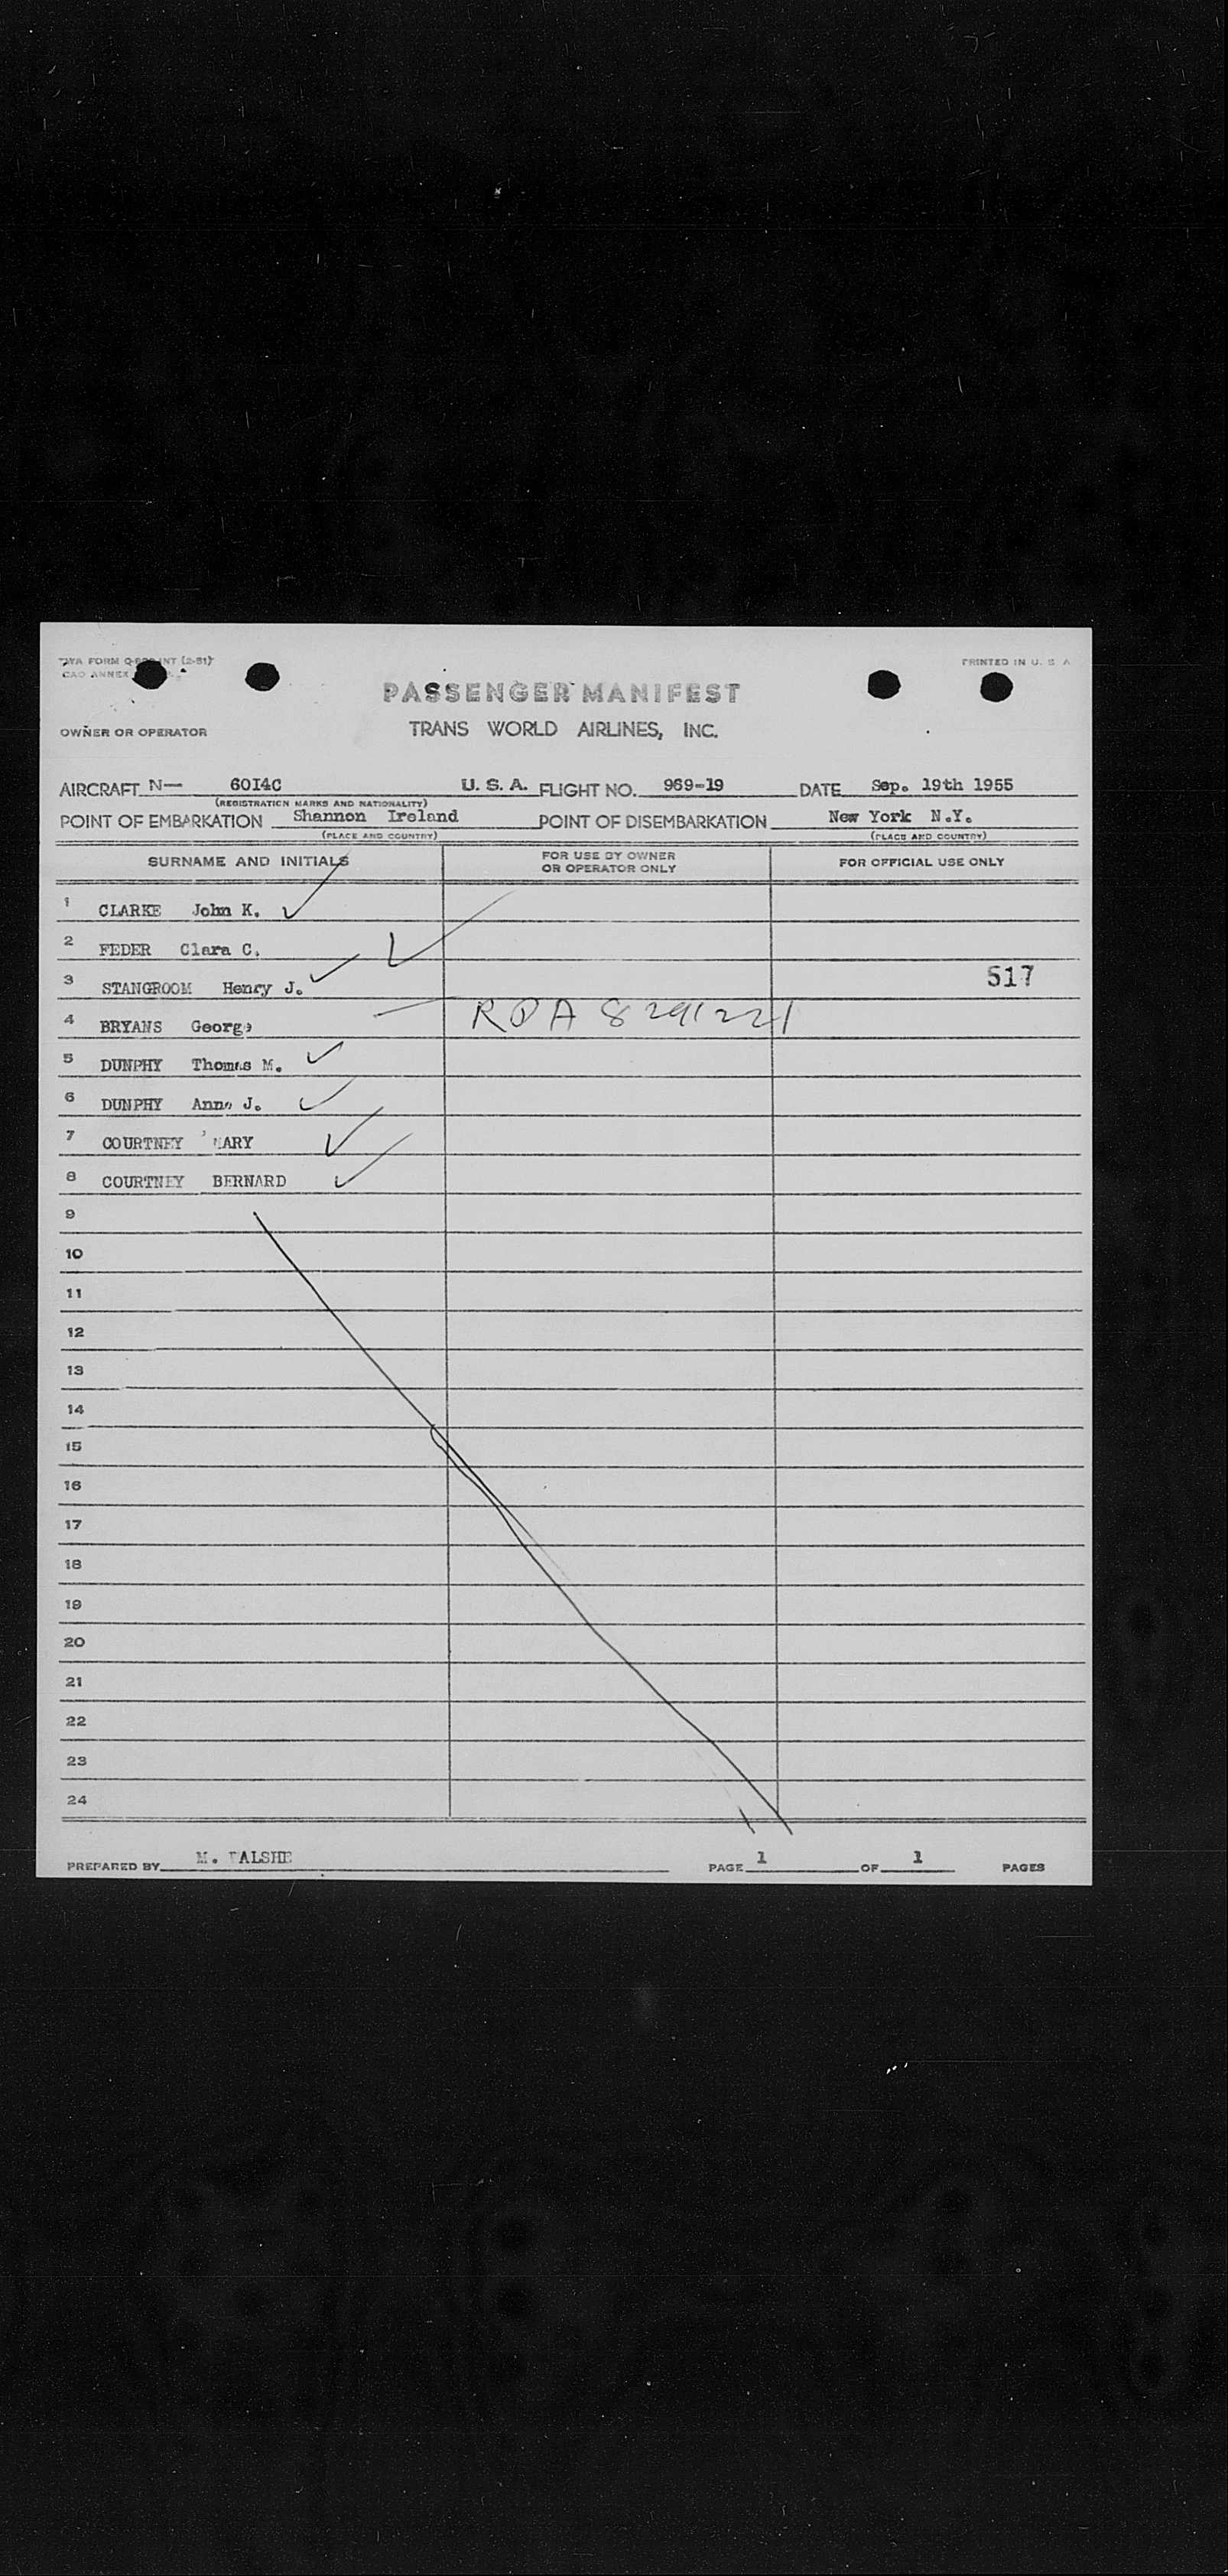 TWA FORM
CAO ANNEX
PRINTED IN U. S. A
PASSENGER MANIFEST
OWNER OR OPERATOR
TRANS WORLD AIRLINES, INC.
AIRCRAFT N— 60I4C U. S. A. FLIGHT NO. 969-19 DATE Sep. 19th 1955
(REGISTRATION MARKS AND NATIONALITY)
POINT OF EMBARKATION Shannon Ireland POINT OF DISEMBARKATION New York N.Y.
(PLACE AND COUNTRY) (PLACE AND COUNTRY)
SURNAME AND INITIALS FOR USE BY OWNER OR OPERATOR ONLY FOR OFFICIAL USE ONLY
1 CLARKE John K.
2 FEDER Clara C.
3 STANGROOM Henry J. 517
4 BRYANS George
5 DUNPHY Thomas M.
6 DUNPHY Anne J.
7 COURTNEY MARY
8 COURTNEY BERNARD
9
10
11
12
13
14
15
16
17
18
19
20
21
22
23
24
PREPARED BY M. WALSHE PAGE 1 OF 1 PAGES